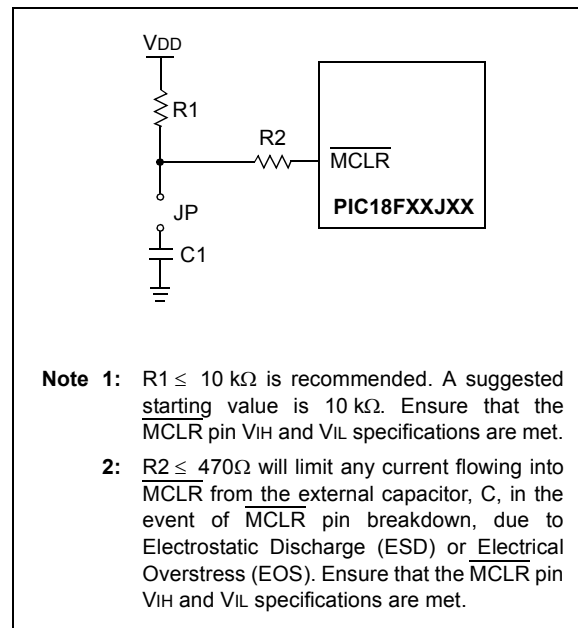 VDD
R1
R2
MCLR
PIC18FXXJXX
JP
C1
Note 1: R1 ≤ 10 kΩ is recommended. A suggested
starting value is 10 kΩ. Ensure that the
MCLR pin VIH and VIL specifications are met.
2: R2 ≤ 470Ω will limit any current flowing into
MCLR from the external capacitor, C, in the
event of MCLR pin breakdown, due to
Electrostatic Discharge (ESD) or Electrical
Overstress (EOS). Ensure that the MCLR pin
VIH and VIL specifications are met.